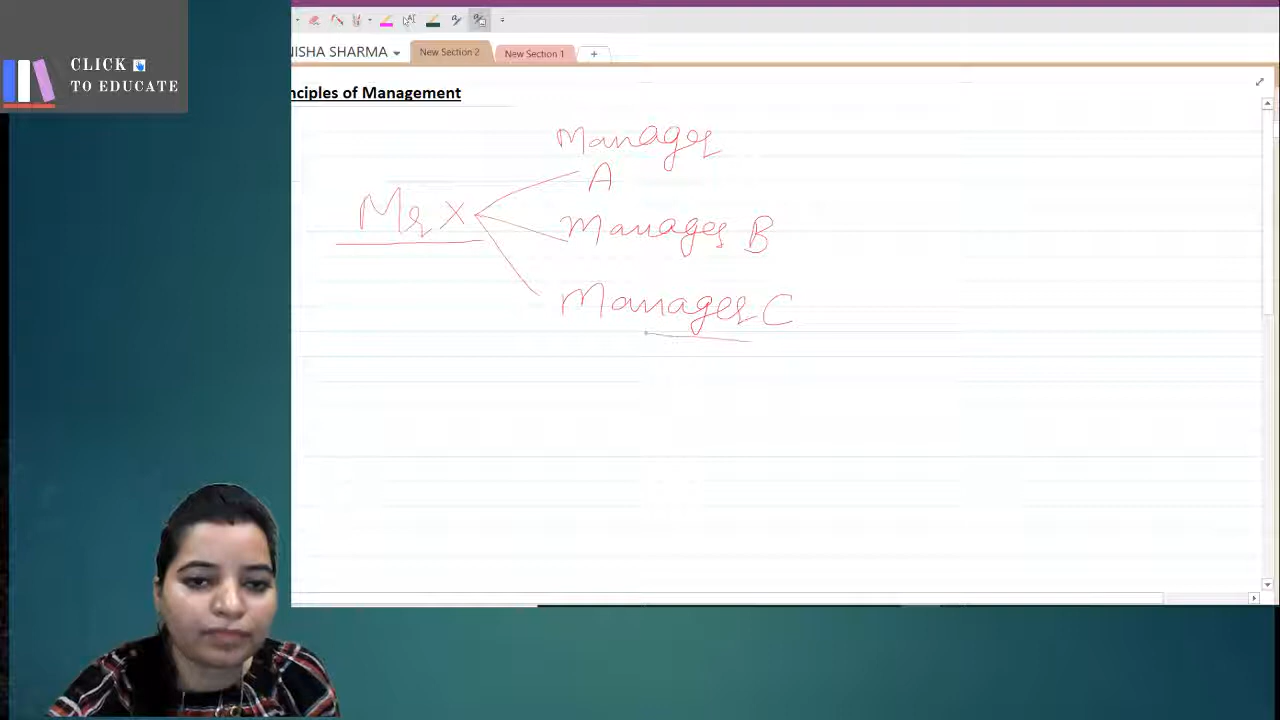 CLICK
TO EDUCATE
NISHA SHARMA New Section 2 New Section 1 +
nciples of Management
Manager
A
Mr X
Manager B
Manager C